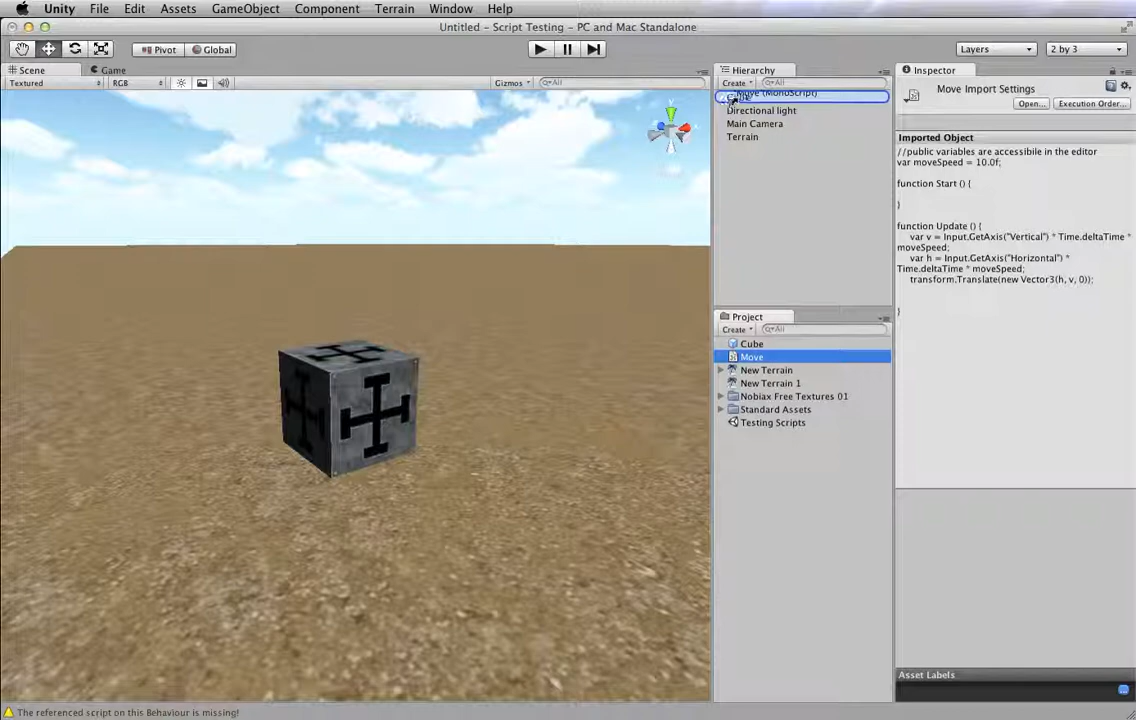 Unity File Edit Assets GameObject Component Terrain Window Help
Untitled - Script Testing - PC and Mac Standalone
Pivot Global Layers 2 by 3
Scene Game Hierarchy Inspector
Textured RGB Gizmos All Create All
Move (MonoScript)
Directional light
Main Camera
Terrain
Move Import Settings
Open... Execution Order...
Imported Object
//public variables are accessibile in the editor
var moveSpeed = 10.0f;
function Start () {
}
function Update () {
var v = Input.GetAxis("Vertical") * Time.deltaTime *
moveSpeed;
var h = Input.GetAxis("Horizontal") *
Time.deltaTime * moveSpeed;
transform.Translate(new Vector3(h, v, 0));
}
Project
Create All
Cube
Move
New Terrain
New Terrain 1
Nobiax Free Textures 01
Standard Assets
Testing Scripts
Asset Labels
The referenced script on this Behaviour is missing!